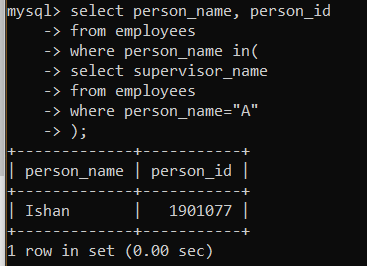 mysql> select person_name, person_id
    -> from employees
    -> where person_name in(
    -> select supervisor_name
    -> from employees
    -> where person_name="A"
    -> );
+-------------+-----------+
| person_name | person_id |
+-------------+-----------+
| Ishan       |   1901077 |
+-------------+-----------+
1 row in set (0.00 sec)